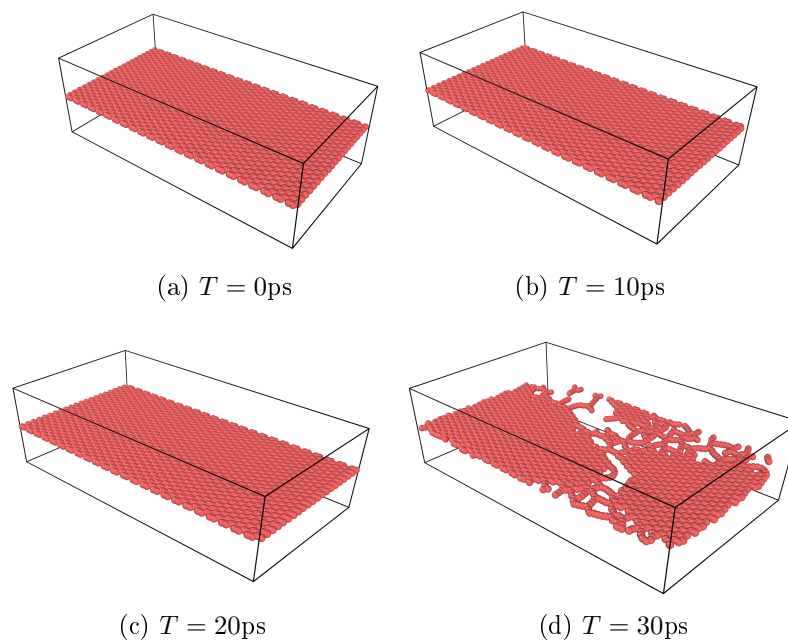 (a) T = 0ps
(b) T = 10ps
(c) T = 20ps
(d) T = 30ps